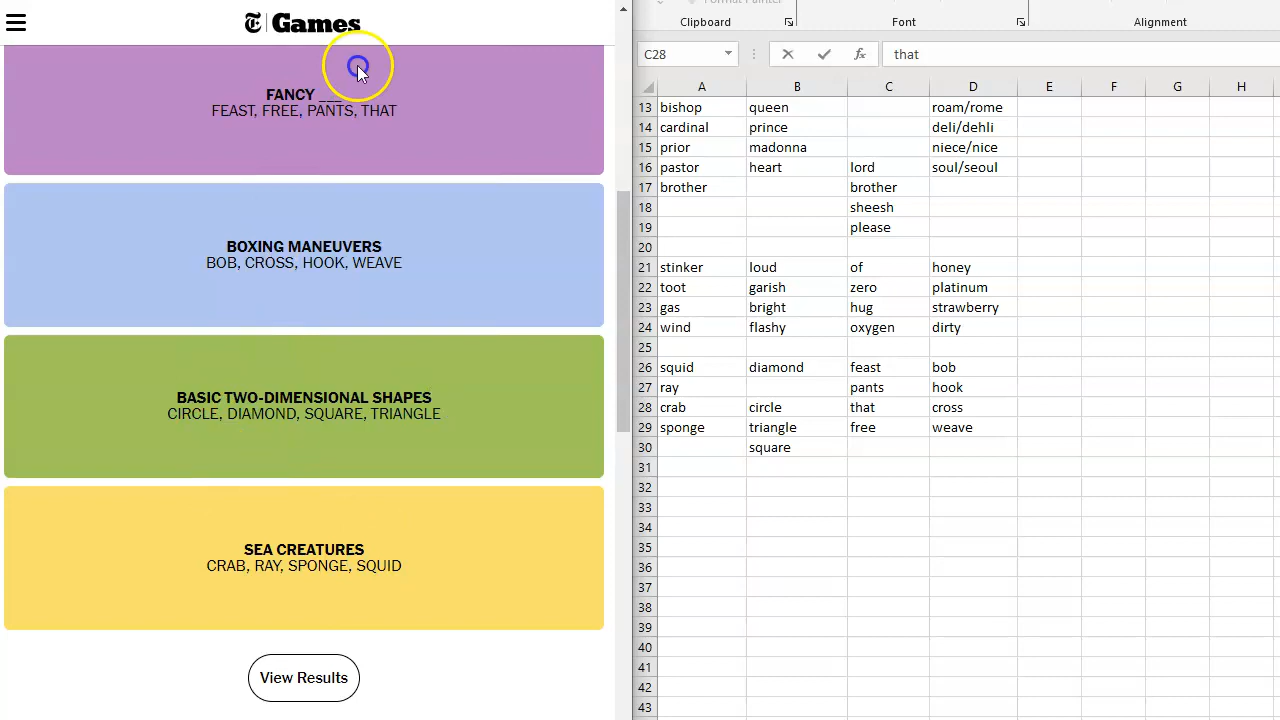 Games
FANCY ___
FEAST, FREE, PANTS, THAT
BOXING MANEUVERS
BOB, CROSS, HOOK, WEAVE
BASIC TWO-DIMENSIONAL SHAPES
CIRCLE, DIAMOND, SQUARE, TRIANGLE
SEA CREATURES
CRAB, RAY, SPONGE, SQUID
View Results
Format Painter
Clipboard Font Alignment
C28 fx that
A B C D E F G H
13 bishop queen roam/rome
14 cardinal prince deli/dehli
15 prior madonna niece/nice
16 pastor heart lord soul/seoul
17 brother brother
18 sheesh
19 please
20
21 stinker loud of honey
22 toot garish zero platinum
23 gas bright hug strawberry
24 wind flashy oxygen dirty
25
26 squid diamond feast bob
27 ray pants hook
28 crab circle that cross
29 sponge triangle free weave
30 square
31
32
33
34
35
36
37
38
39
40
41
42
43